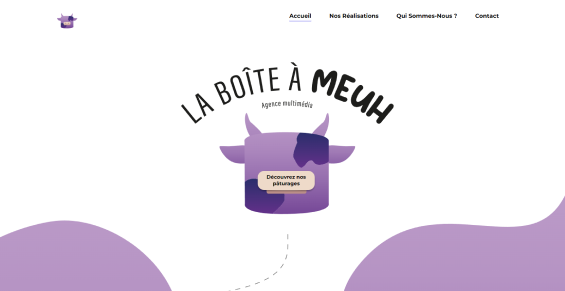 Accueil
Nos Réalisations
Qui Sommes-Nous ?
Contact
LA BOÎTE À MEUH
Agence multimédia
Découvrez nos
pâturages